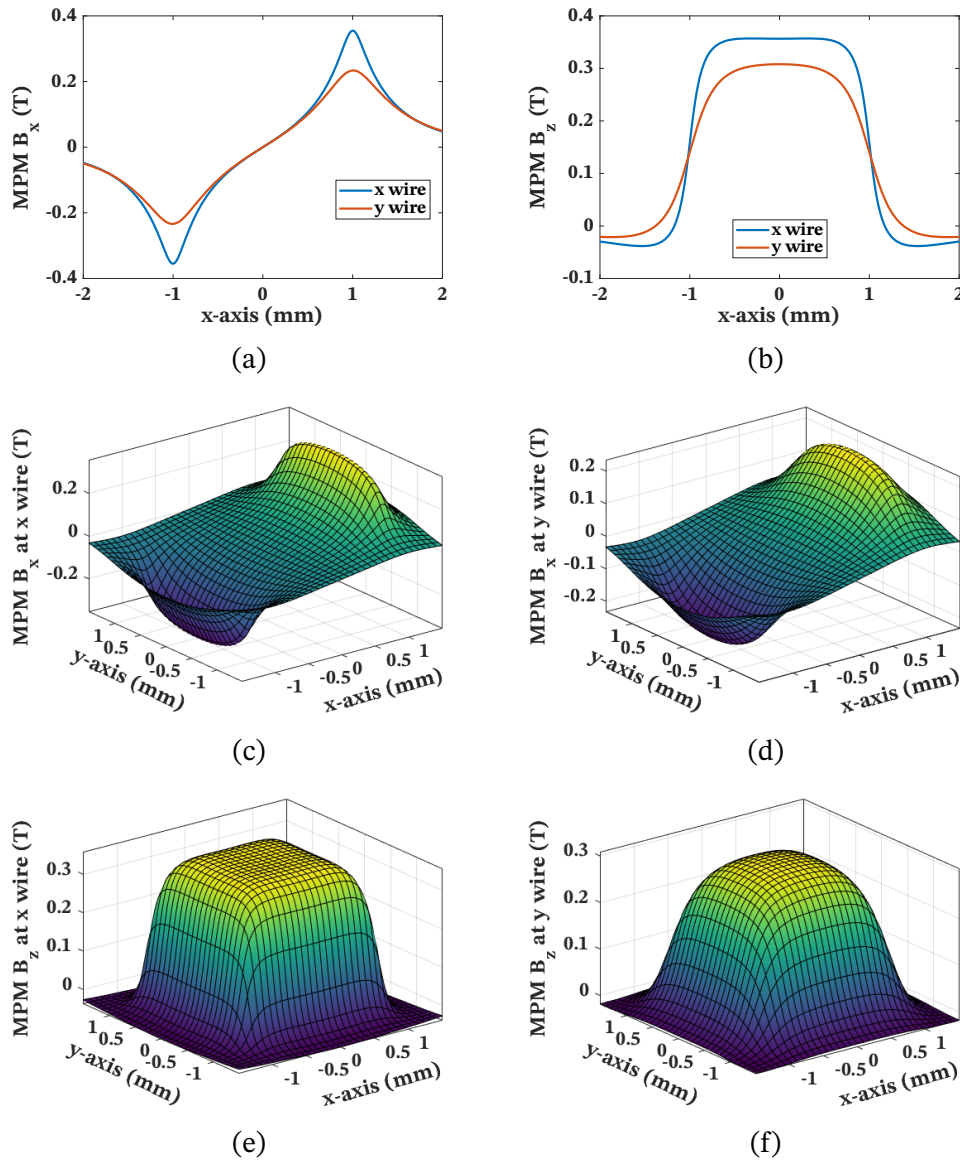 0.4
0.2
0
-0.2
-0.4
MPM B_x (T)
x wire
y wire
-2 -1 0 1 2
x-axis (mm)
(a)
0.4
0.3
0.2
0.1
0
-0.1
MPM B_z (T)
x wire
y wire
-2 -1 0 1 2
x-axis (mm)
(b)
MPM B_x at x wire (T)
0.2
0
-0.2
1 0.5 0 -0.5 -1
y-axis (mm)
-1 -0.5 0 0.5 1
x-axis (mm)
(c)
MPM B_x at y wire (T)
0.2
0.1
0
-0.1
-0.2
1 0.5 0 -0.5 -1
y-axis (mm)
-1 -0.5 0 0.5 1
x-axis (mm)
(d)
MPM B_z at x wire (T)
0.3
0.2
0.1
0
1 0.5 0 -0.5 -1
y-axis (mm)
-1 -0.5 0 0.5 1
x-axis (mm)
(e)
MPM B_z at y wire (T)
0.3
0.2
0.1
0
1 0.5 0 -0.5 -1
y-axis (mm)
-1 -0.5 0 0.5 1
x-axis (mm)
(f)